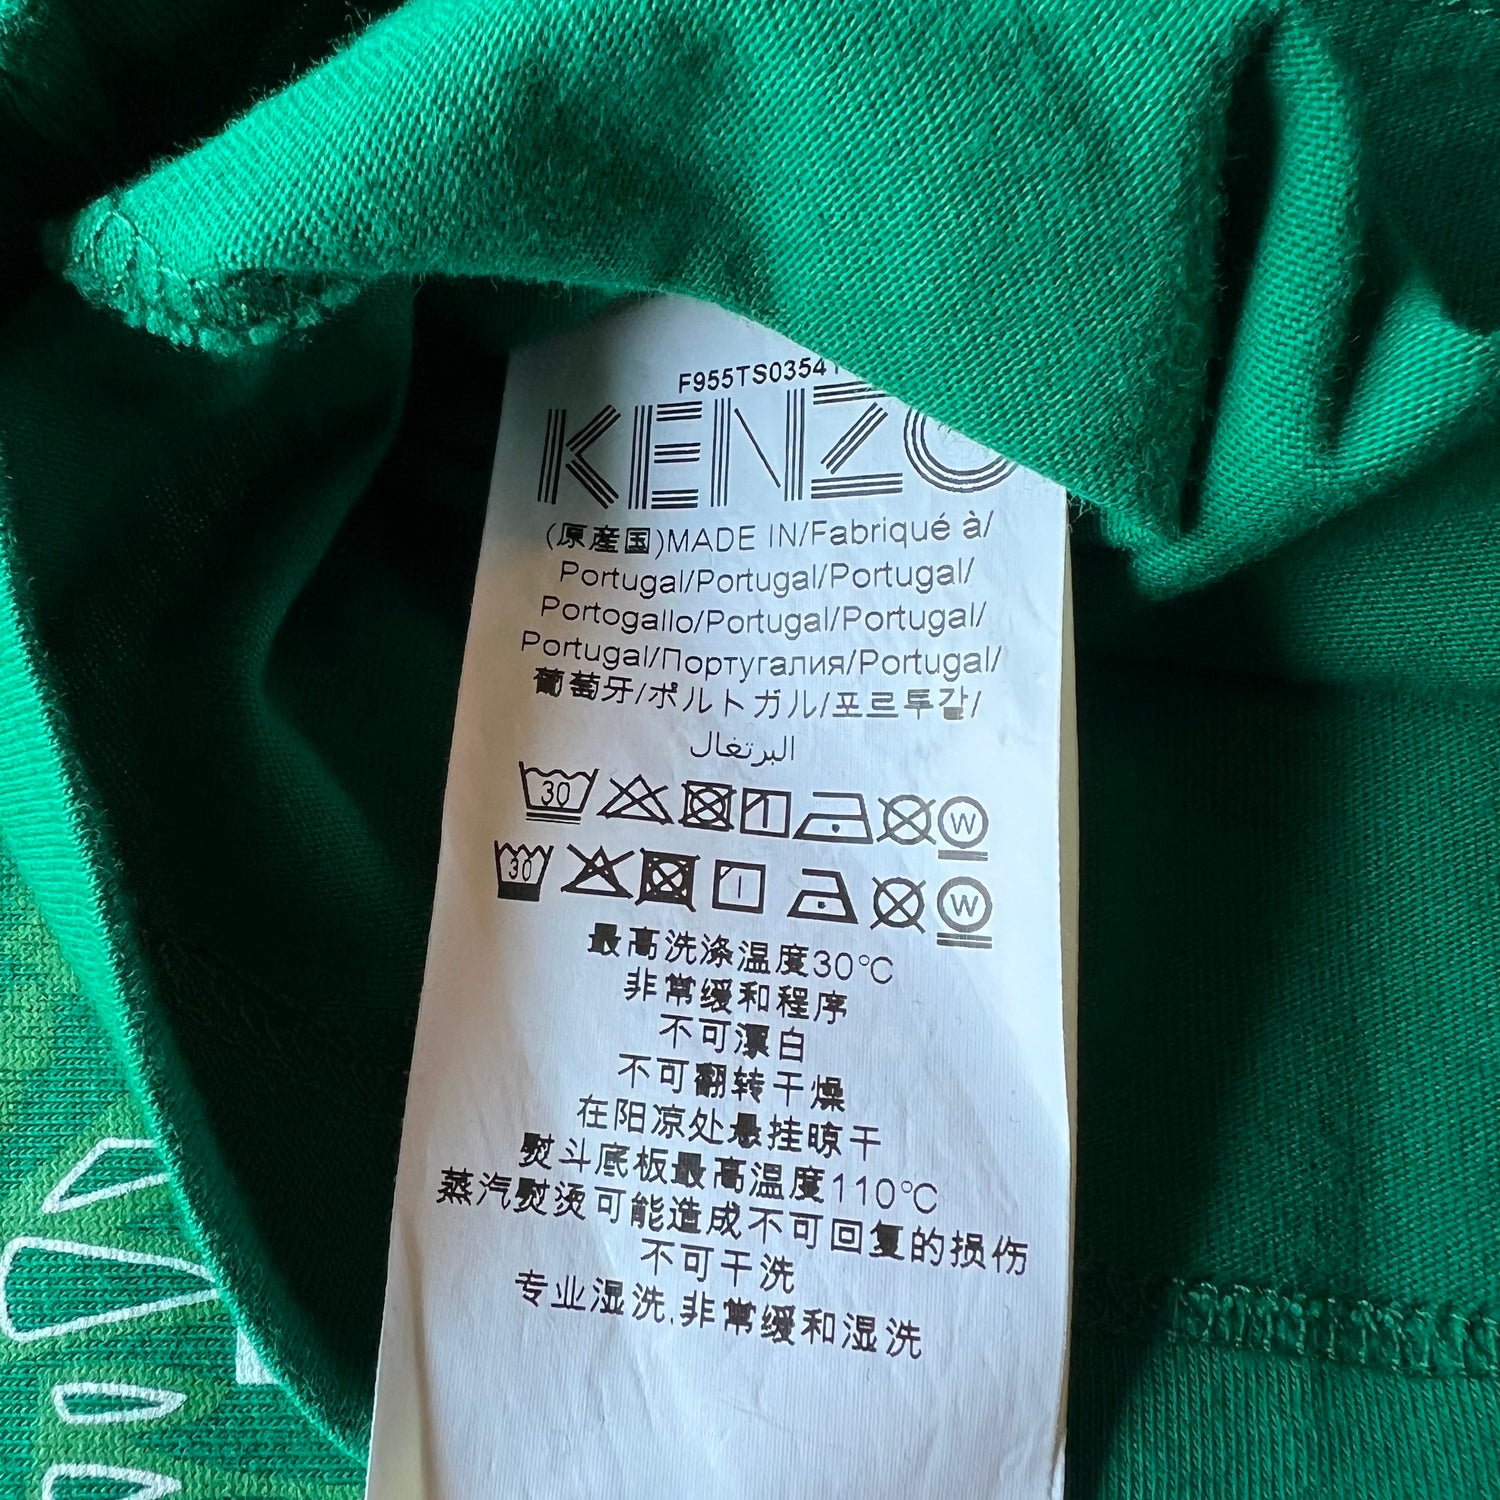 F955TS0354
KENZO
(原産国)MADE IN/Fabriqué à/
Portugal/Portugal/Portugal/
Portogallo/Portugal/Portugal/
Portugal/Португалия/Portugal/
葡萄牙/ポルトガル/포르투갈/
البرتغال
30 W
30 W
最高洗涤温度30°C
非常缓和程序
不可漂白
不可翻转干燥
在阳凉处悬挂晾干
熨斗底板最高温度110°C
蒸汽熨烫可能造成不可回复的损伤
不可干洗
专业湿洗,非常缓和湿洗